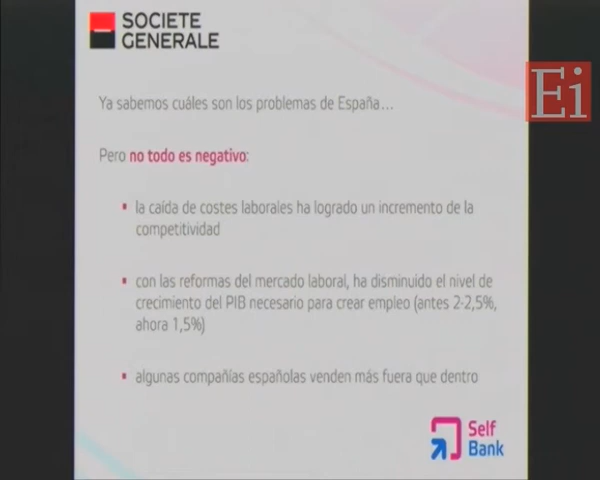 SOCIETE
GENERALE
Ei
Ya sabemos cuáles son los problemas de España...
Pero no todo es negativo:
▪ la caída de costes laborales ha logrado un incremento de la
competitividad
▪ con las reformas del mercado laboral, ha disminuido el nivel de
crecimiento del PIB necesario para crear empleo (antes 2-2,5%,
ahora 1,5%)
▪ algunas compañías españolas venden más fuera que dentro
Self
Bank